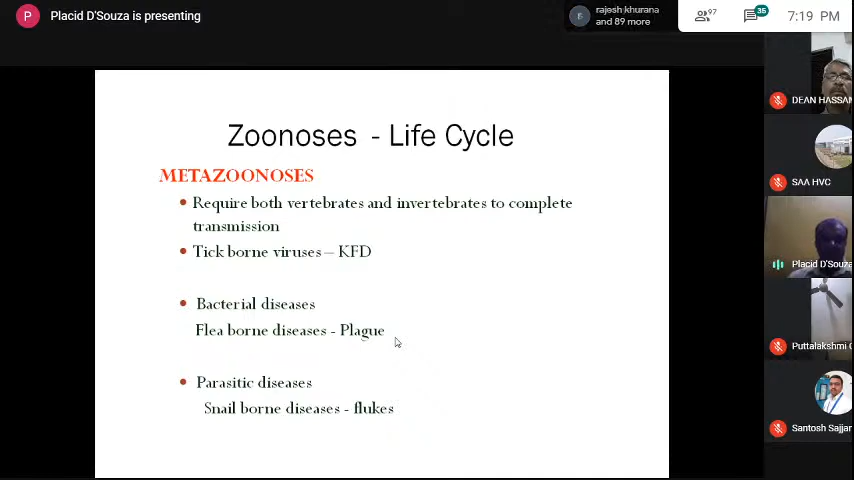 P
Placid D'Souza is presenting
rajesh khurana
and 89 more
97
35
7:19 PM
Zoonoses - Life Cycle
METAZOONOSES
Require both vertebrates and invertebrates to complete
transmission
Tick borne viruses – KFD
Bacterial diseases
Flea borne diseases - Plague
Parasitic diseases
Snail borne diseases - flukes
DEAN HASSAN
SAA HVC
Placid D'Souza
Puttalakshmi
Santosh Sajjan